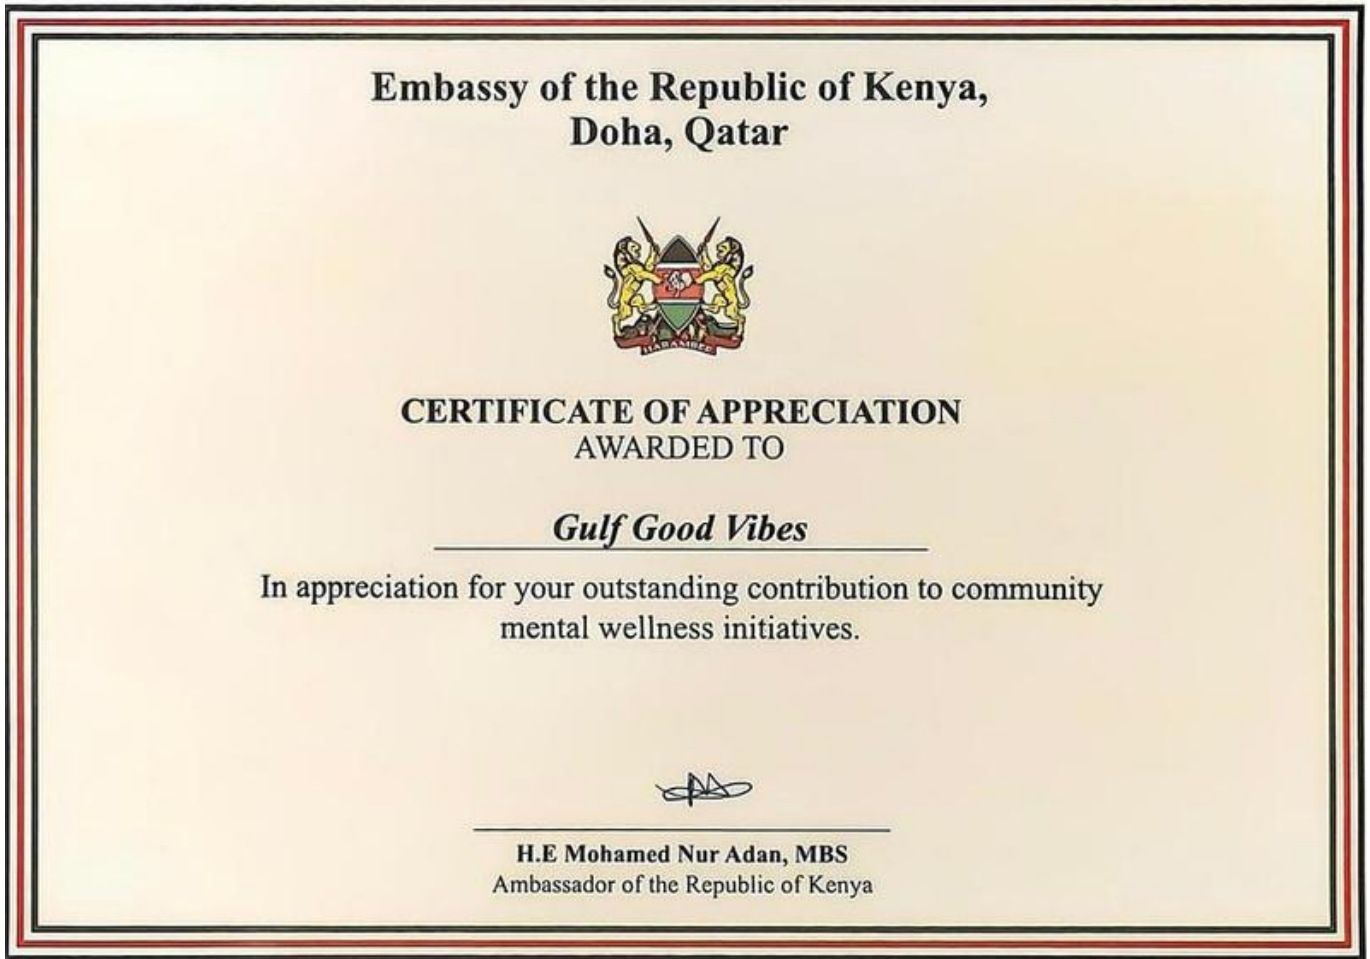 Embassy of the Republic of Kenya,
Doha, Qatar
HARAMBEE
CERTIFICATE OF APPRECIATION
AWARDED TO
Gulf Good Vibes
In appreciation for your outstanding contribution to community
mental wellness initiatives.
H.E Mohamed Nur Adan, MBS
Ambassador of the Republic of Kenya